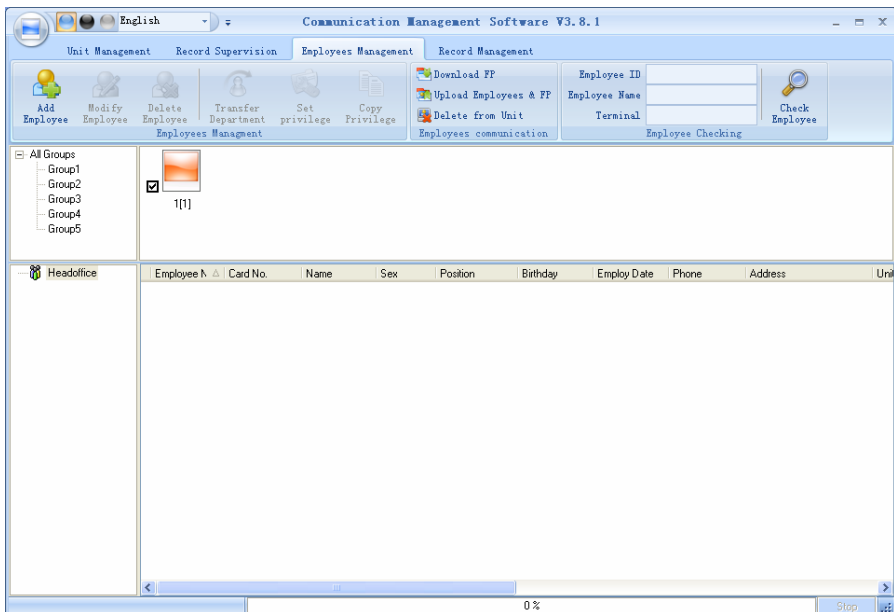 English
Communication Management Software V3.8.1
Unit Management Record Supervision Employees Management Record Management
Add Employee
Modify Employee
Delete Employee
Transfer Department
Set privilege
Copy Privilege
Employees Managment
Download FP
Upload Employees & FP
Delete from Unit
Employees communication
Employee ID
Employee Name
Terminal
Check Employee
Employee Checking
All Groups
Group1
Group2
Group3
Group4
Group5
1[1]
Headoffice
Employee N Card No. Name Sex Position Birthday Employ Date Phone Address Unit
0 %
Stop